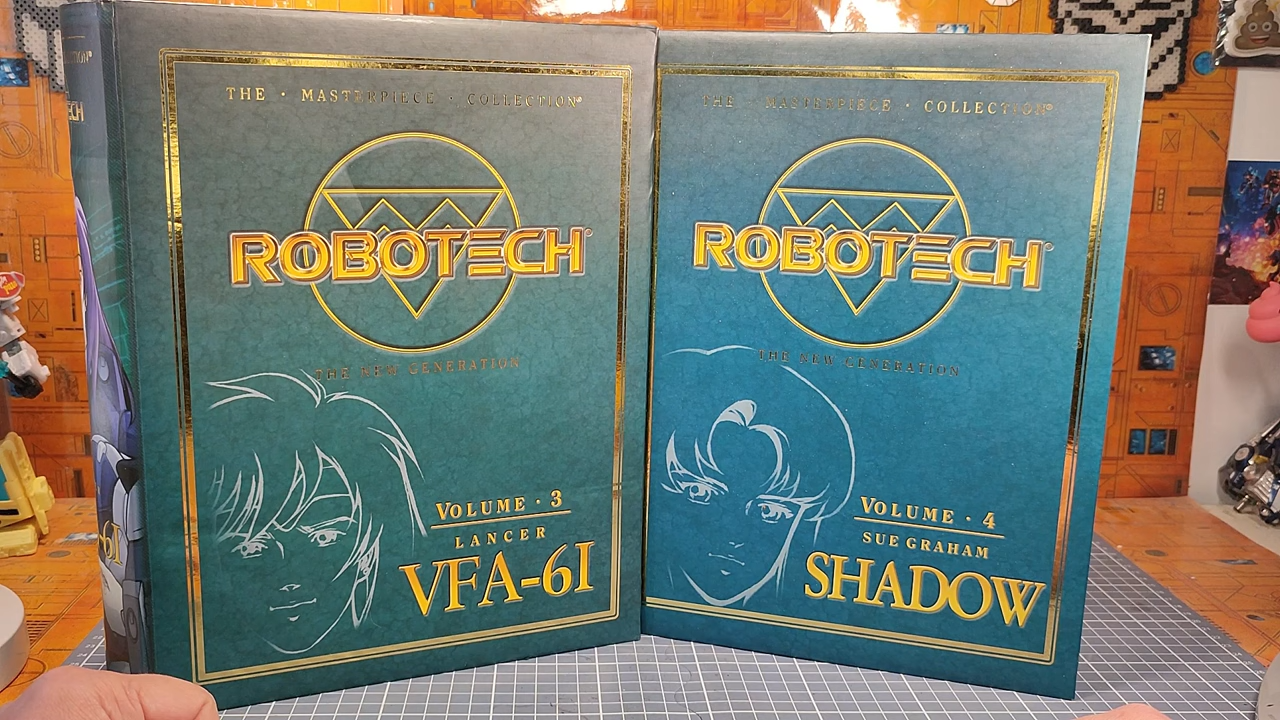 THE · MASTERPIECE · COLLECTION®
ROBOTECH®
THE NEW GENERATION
VOLUME · 3
LANCER
VFA-6I
THE · MASTERPIECE · COLLECTION®
ROBOTECH®
THE NEW GENERATION
VOLUME · 4
SUE GRAHAM
SHADOW